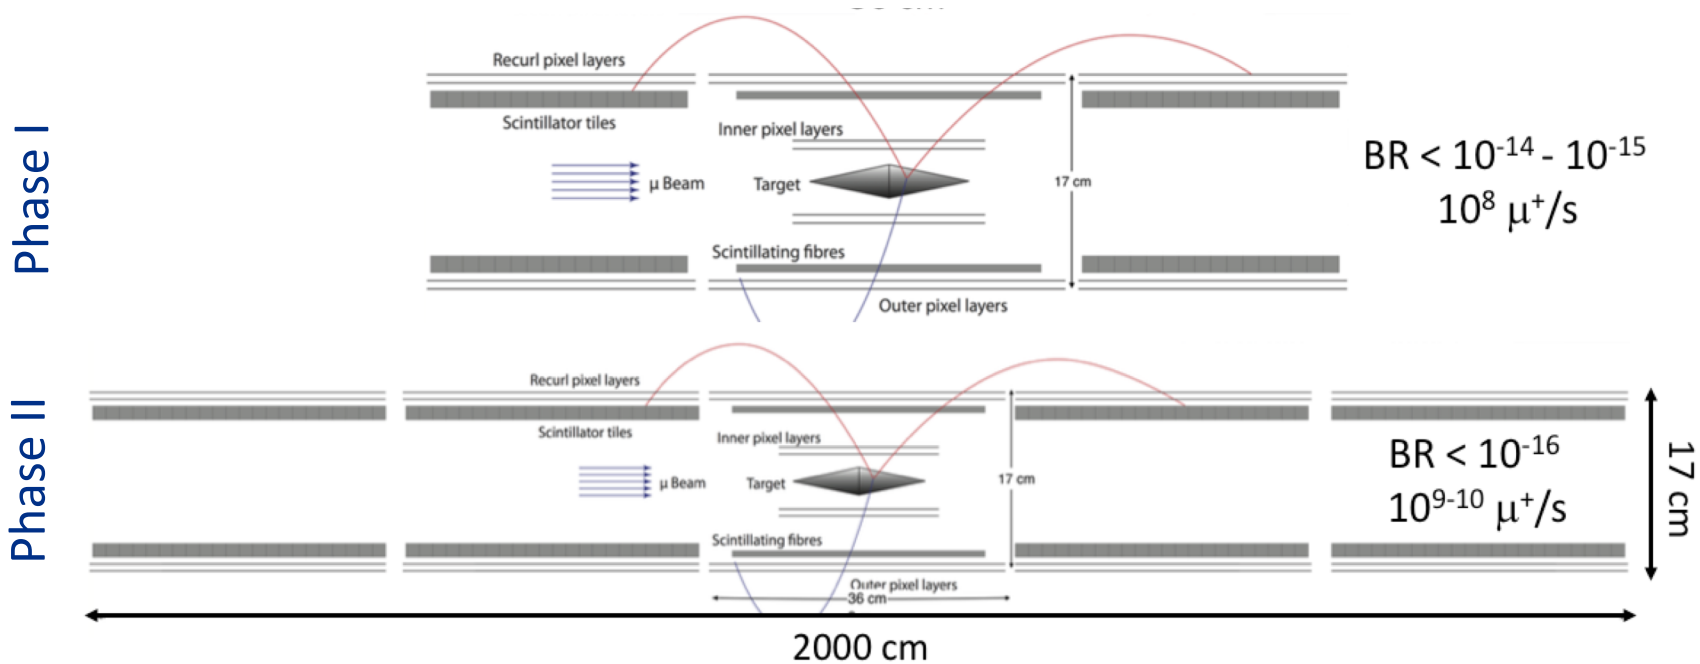 Phase I
Recurl pixel layers
Scintillator tiles
Inner pixel layers
μ Beam
Target
17 cm
Scintillating fibres
Outer pixel layers
BR < 10⁻¹⁴ - 10⁻¹⁵
10⁸ μ⁺/s
Phase II
Recurl pixel layers
Scintillator tiles
Inner pixel layers
μ Beam
Target
17 cm
Scintillating fibres
Outer pixel layers
36 cm
BR < 10⁻¹⁶
10⁹⁻¹⁰ μ⁺/s
17 cm
2000 cm